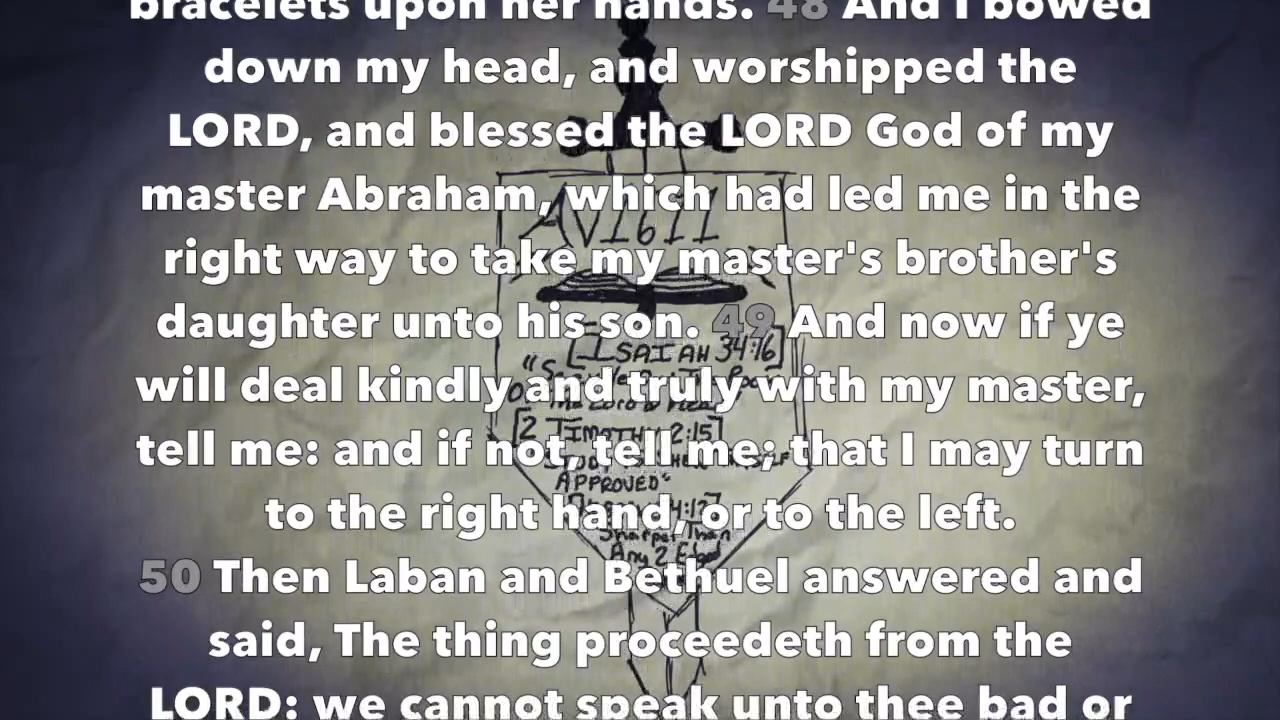 bracelets upon her hands. 48 And I bowed
down my head, and worshipped the
LORD, and blessed the LORD God of my
master Abraham, which had led me in the
right way to take my master's brother's
daughter unto his son. 49 And now if ye
will deal kindly and truly with my master,
tell me: and if not, tell me; that I may turn
to the right hand, or to the left.
50 Then Laban and Bethuel answered and
said, The thing proceedeth from the
LORD: we cannot speak unto thee bad or
AV1611
[ISAIAH 34:16]
[2 TIMOTHY 2:15]
APPROVED"
Sharper Than
Any 2 Edged